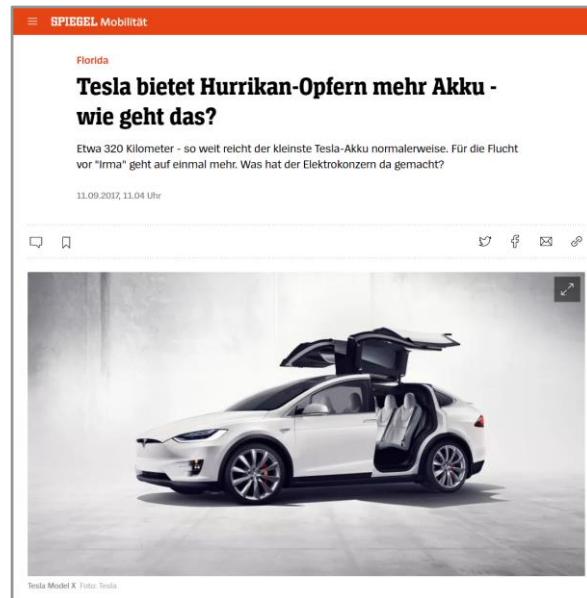 SPIEGEL Mobilität
Florida
Tesla bietet Hurrikan-Opfern mehr Akku -
wie geht das?
Etwa 320 Kilometer - so weit reicht der kleinste Tesla-Akku normalerweise. Für die Flucht
vor "Irma" geht auf einmal mehr. Was hat der Elektrokonzern da gemacht?
11.09.2017, 11.04 Uhr
Tesla Model X Foto: Tesla